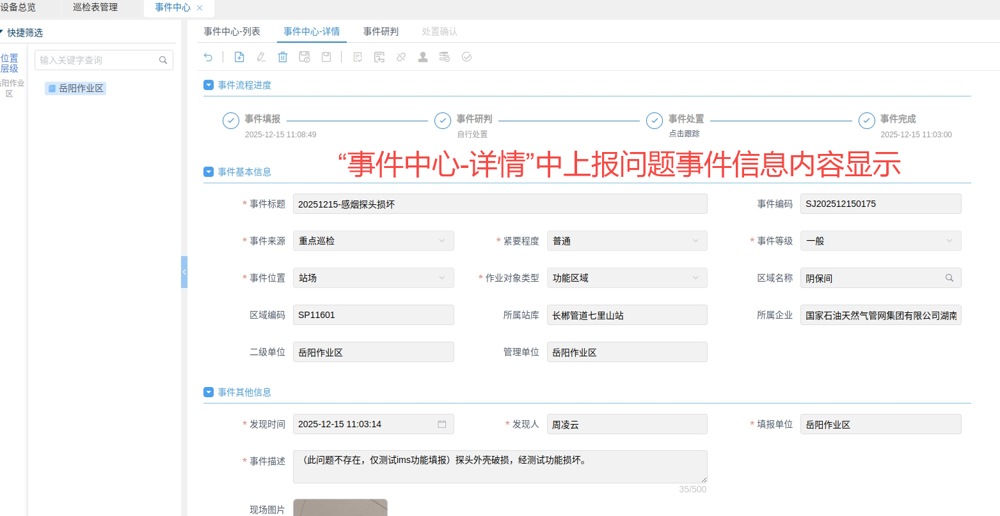 设备总览 巡检表管理 事件中心
快捷筛选
位置层级
岳阳作业区
输入关键字查询
岳阳作业区
事件中心-列表 事件中心-详情 事件研判 处置确认
事件流程进度
事件填报 事件研判 事件处置 事件完成
2025-12-15 11:08:49 自行处置 点击跟踪 2025-12-15 11:03:00
“事件中心-详情”中上报问题事件信息内容显示
事件基本信息
* 事件标题 20251215-感烟探头损坏 事件编码 SJ202512150175
* 事件来源 重点巡检 * 紧要程度 普通 * 事件等级 一般
* 事件位置 站场 * 作业对象类型 功能区域 区域名称 阴保间
区域编码 SP11601 所属站库 长郴管道七里山站 所属企业 国家石油天然气管网集团有限公司湖南
二级单位 岳阳作业区 管理单位 岳阳作业区
事件其他信息
* 发现时间 2025-12-15 11:03:14 * 发现人 周凌云 * 填报单位 岳阳作业区
* 事件描述 （此问题不存在，仅测试ims功能填报）探头外壳破损，经测试功能损坏。
35/500
现场图片